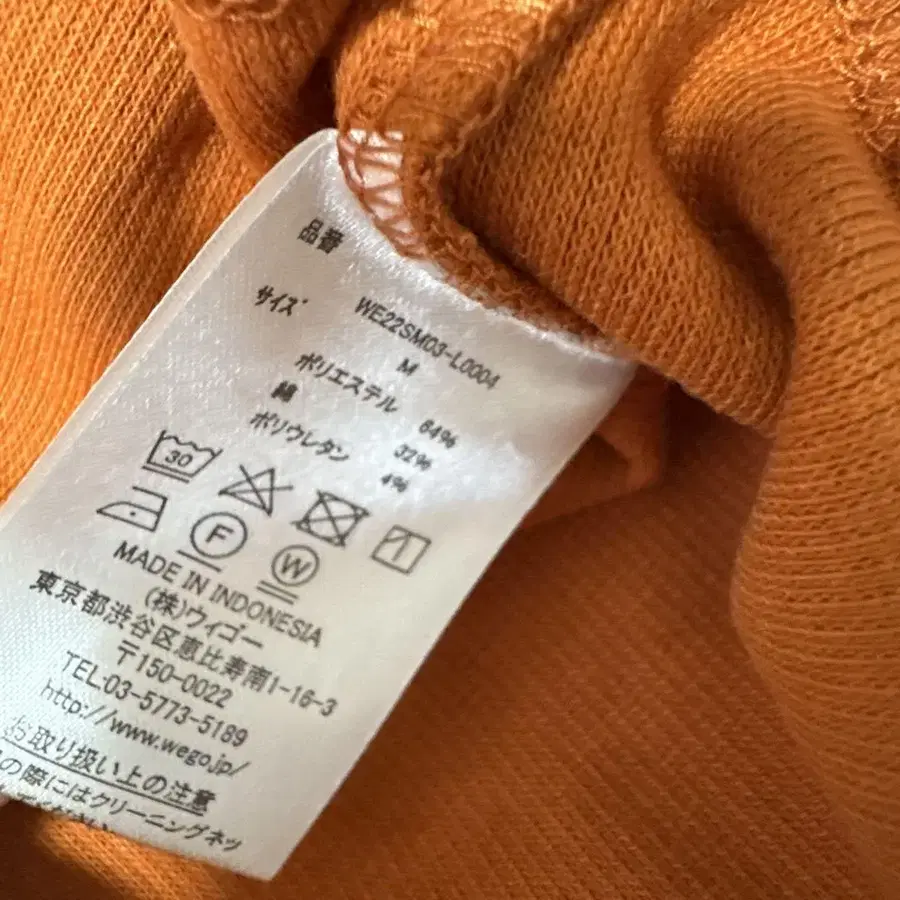 品番
WE22SM03-L0004
サイズ M
ポリエステル 64%
綿 32%
ポリウレタン 4%
30
F W
MADE IN INDONESIA
(株)ウィゴー
東京都渋谷区恵比寿南1-16-3
〒150-0022
TEL:03-5773-5189
http://www.wego.jp/
お取り扱い上の注意
の際にはクリーニングネッ